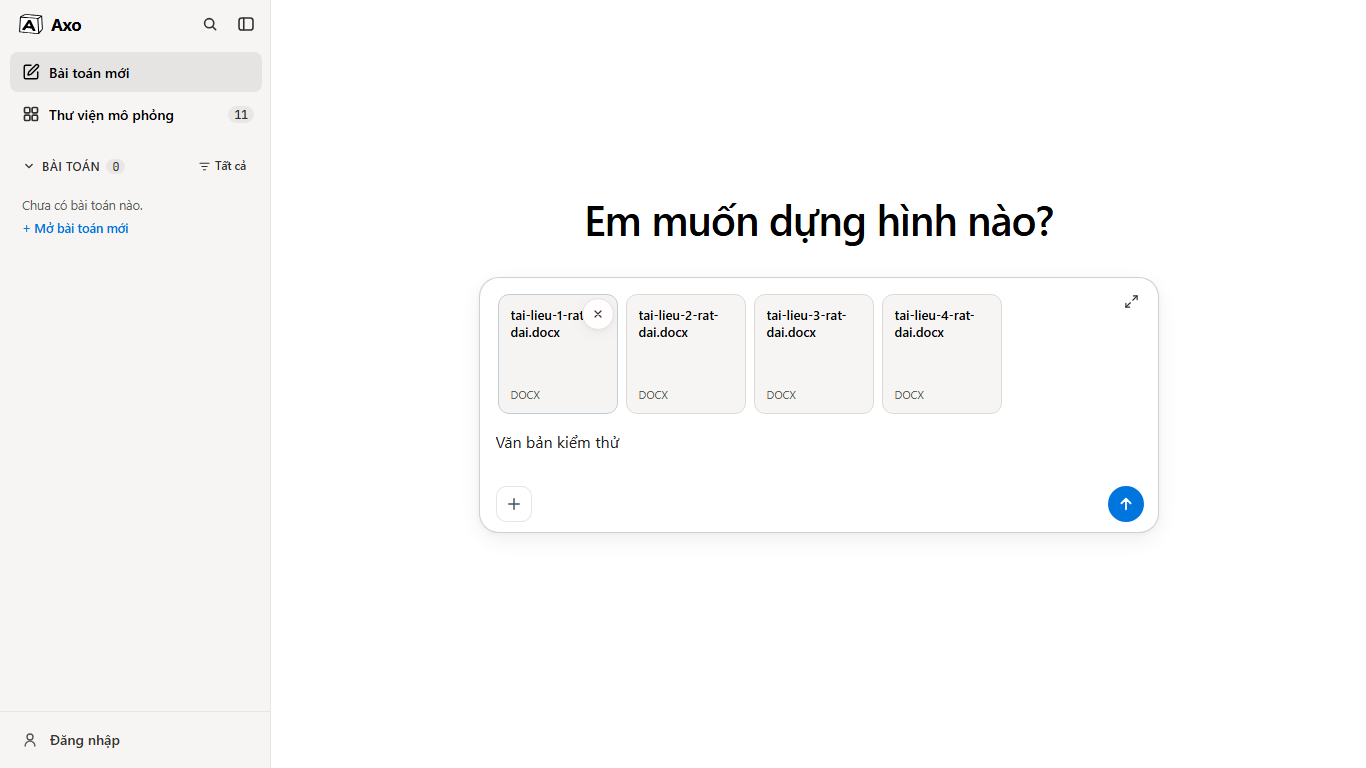 Axo
Bài toán mới
Thư viện mô phỏng 11
BÀI TOÁN 0 Tất cả
Chưa có bài toán nào.
+ Mở bài toán mới
Đăng nhập
Em muốn dựng hình nào?
tai-lieu-1-rat-
dai.docx
DOCX
tai-lieu-2-rat-
dai.docx
DOCX
tai-lieu-3-rat-
dai.docx
DOCX
tai-lieu-4-rat-
dai.docx
DOCX
Văn bản kiểm thử